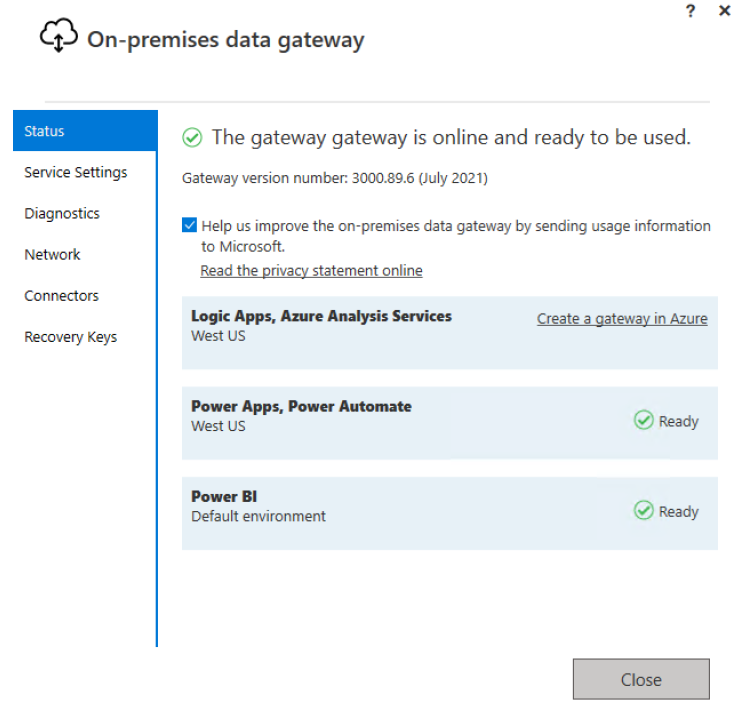 ? ×
On-premises data gateway
Status
Service Settings
Diagnostics
Network
Connectors
Recovery Keys
The gateway gateway is online and ready to be used.
Gateway version number: 3000.89.6 (July 2021)
Help us improve the on-premises data gateway by sending usage information
to Microsoft.
Read the privacy statement online
Logic Apps, Azure Analysis Services
West US
Create a gateway in Azure
Power Apps, Power Automate
West US
Ready
Power BI
Default environment
Ready
Close